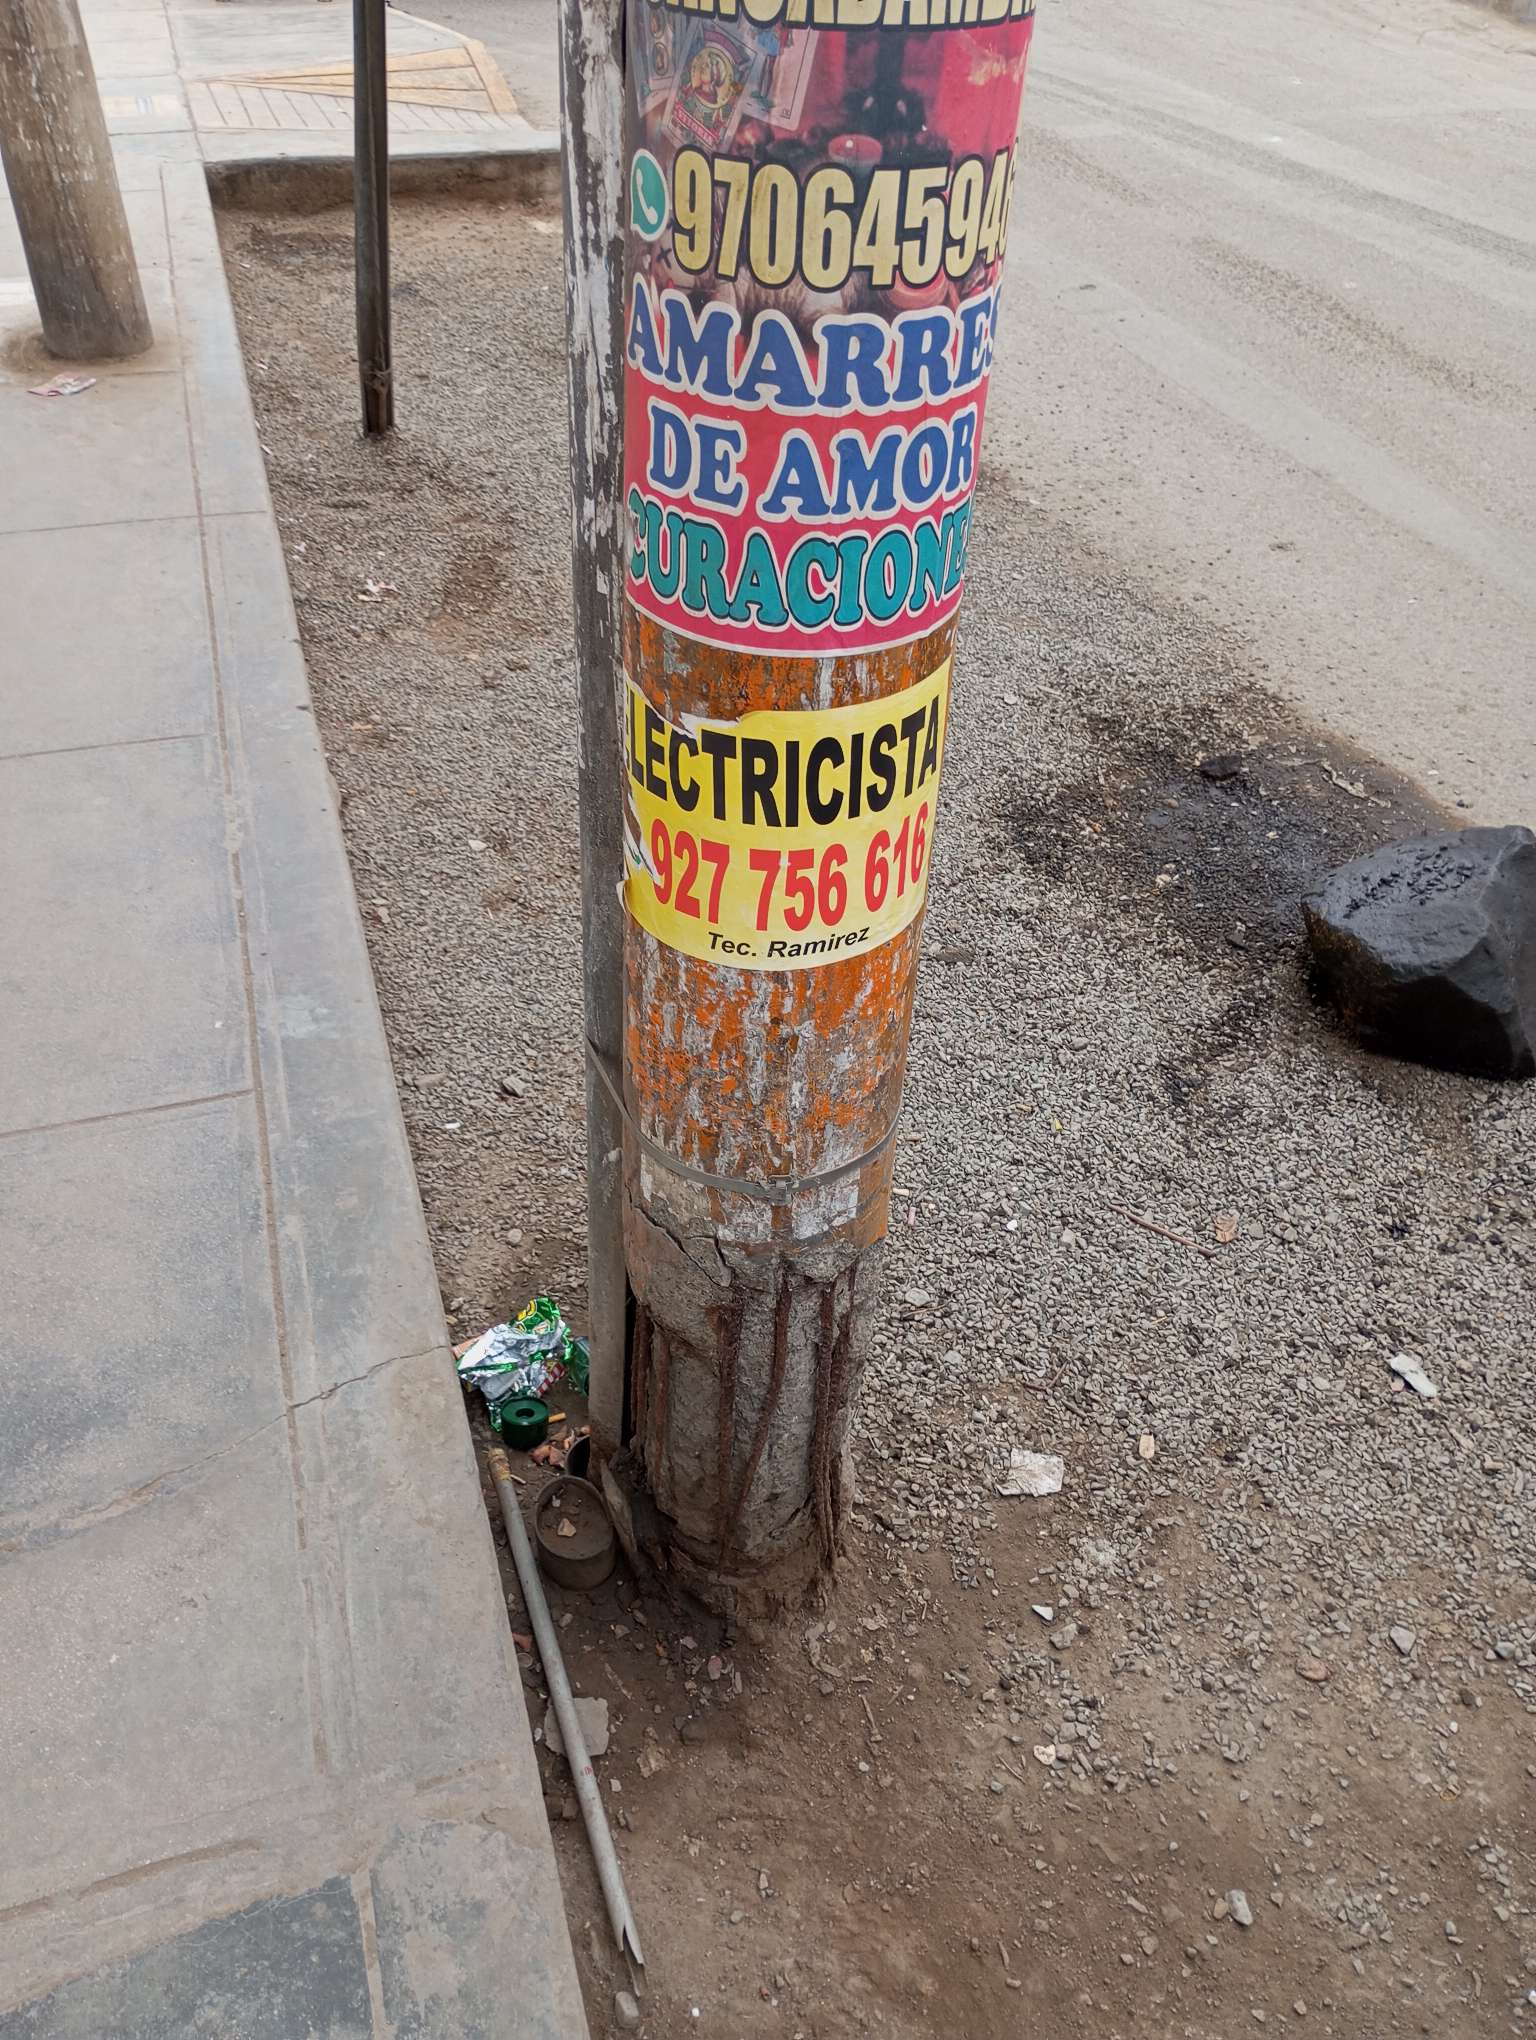 970645946
AMARRES
DE AMOR
CURACIONES
ELECTRICISTA
927 756 616
Tec. Ramirez